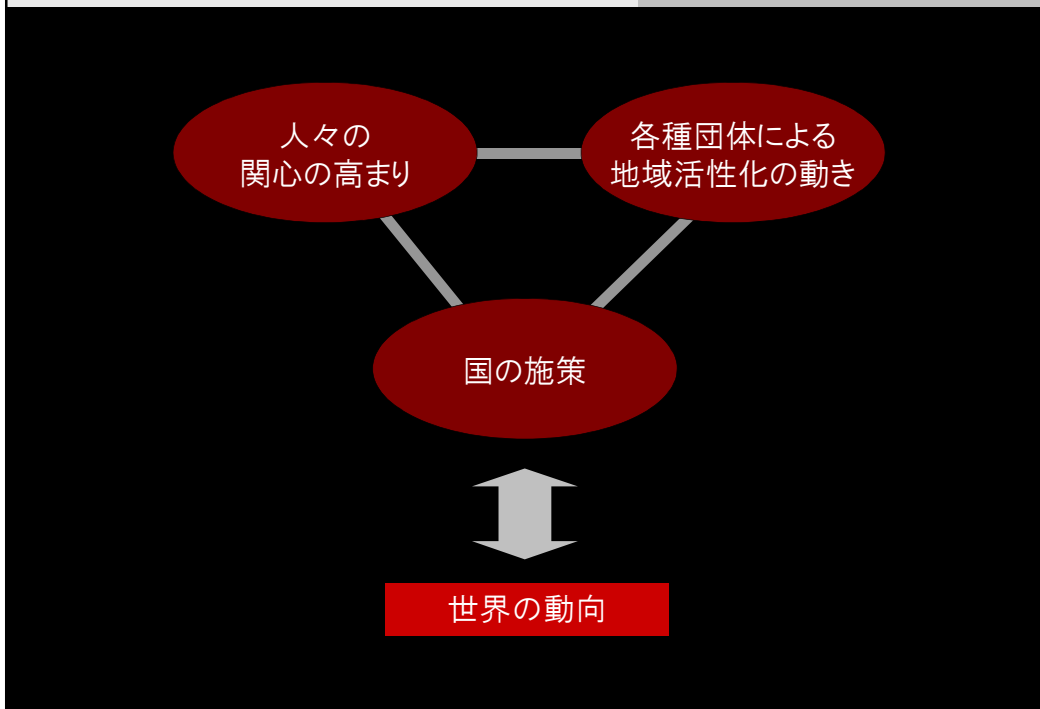 人々の
関心の高まり
各種団体による
地域活性化の動き
国の施策
世界の動向